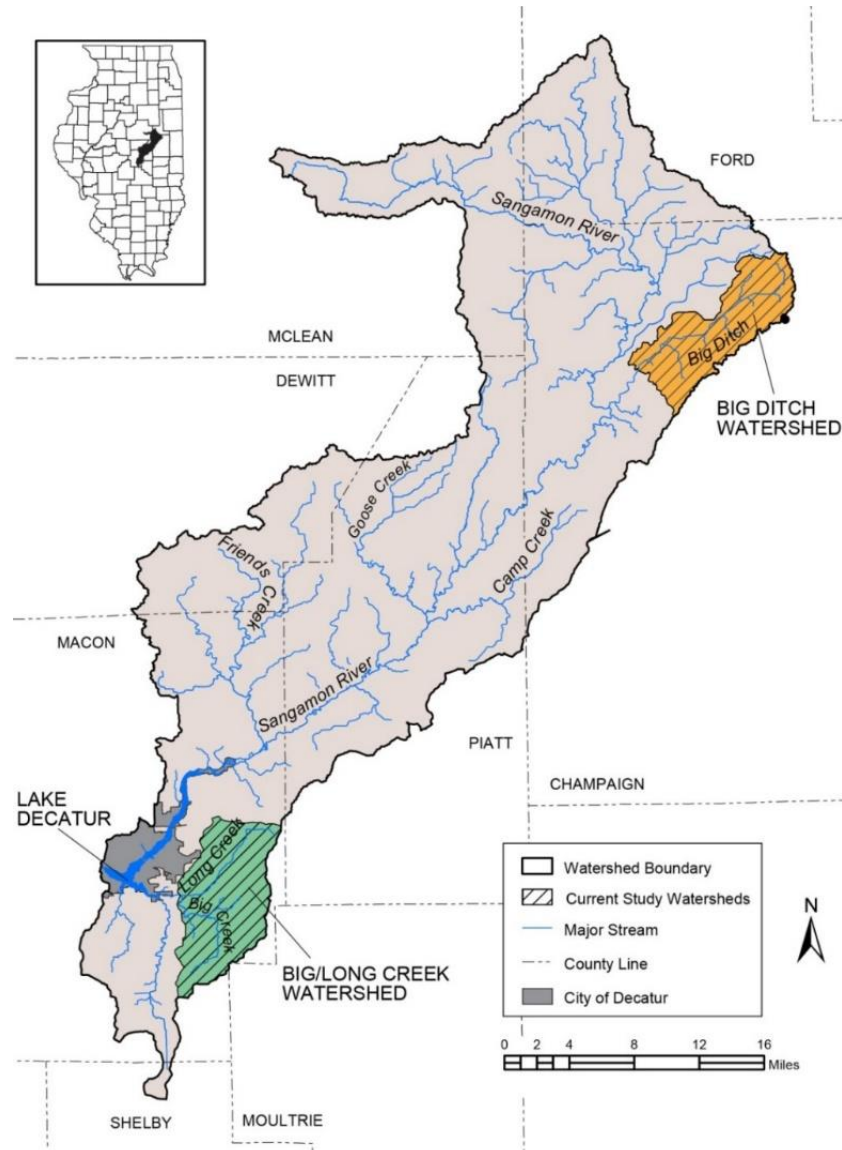 FORD
Sangamon River
MCLEAN
DEWITT
Big Ditch
BIG DITCH
WATERSHED
Goose Creek
Friends
Creek
Camp Creek
MACON
Sangamon River
PIATT
CHAMPAIGN
LAKE
DECATUR
Long Creek
Big Creek
BIG/LONG CREEK
WATERSHED
Watershed Boundary
Current Study Watersheds
Major Stream
County Line
City of Decatur
N
0 2 4 8 12 16
Miles
SHELBY
MOULTRIE